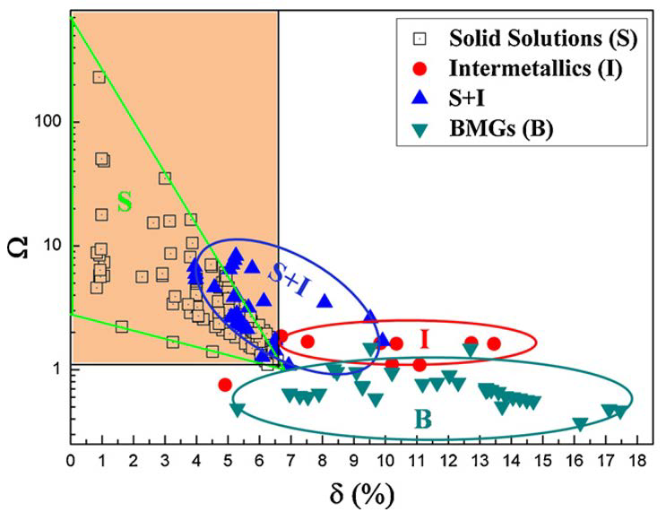 Solid Solutions (S)
Intermetallics (I)
S+I
BMGs (B)
100
10
1
Ω
S
S+I
I
B
0 1 2 3 4 5 6 7 8 9 10 11 12 13 14 15 16 17 18
δ (%)